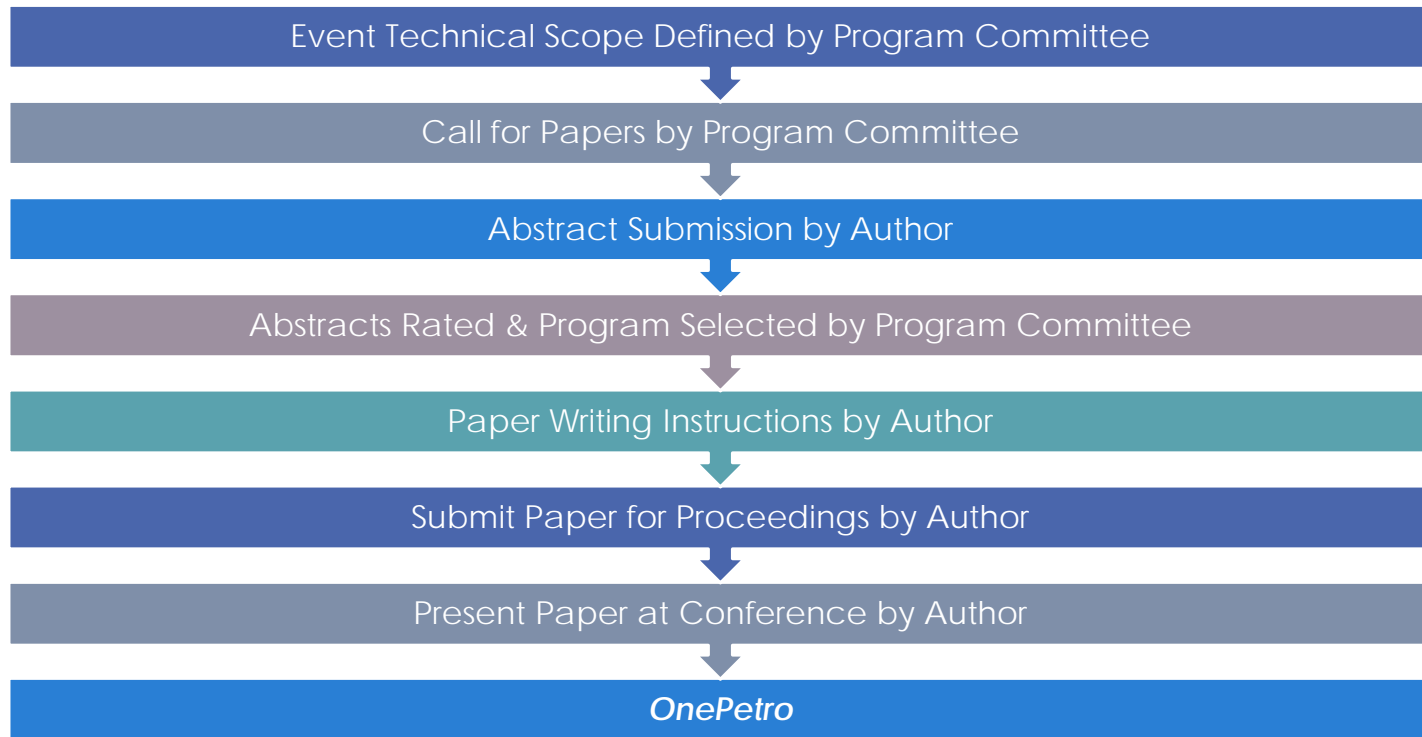 Event Technical Scope Defined by Program Committee
Call for Papers by Program Committee
Abstract Submission by Author
Abstracts Rated & Program Selected by Program Committee
Paper Writing Instructions by Author
Submit Paper for Proceedings by Author
Present Paper at Conference by Author
OnePetro